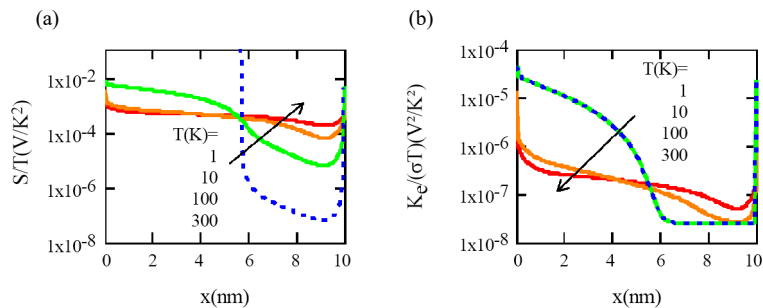 (a)
S/T(V/K²)
1x10⁻²
1x10⁻⁴
1x10⁻⁶
1x10⁻⁸
T(K)=
1
10
100
300
0 2 4 6 8 10
x(nm)
(b)
Kₑ/(σT)(V²/K²)
1x10⁻⁴
1x10⁻⁵
1x10⁻⁶
1x10⁻⁷
1x10⁻⁸
T(K)=
1
10
100
300
0 2 4 6 8 10
x(nm)